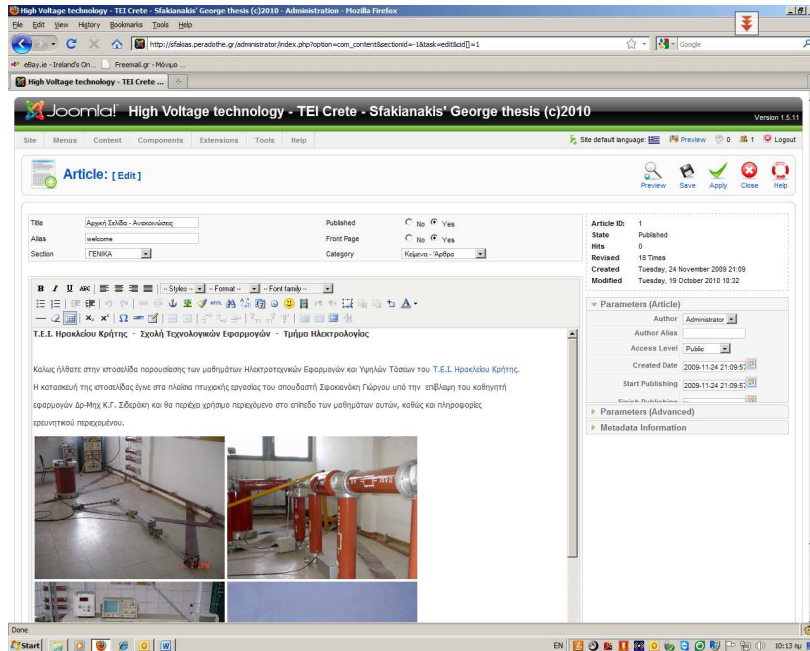 High Voltage technology - TEI Crete - Sfakianakis' George thesis (c)2010 - Administration - Mozilla Firefox
File Edit View History Bookmarks Tools Help
http://sfakias.peradothe.gr/administrator/index.php?option=com_content&sectionid=-1&task=edit&cid[]=1
Google
eBay.ie - Ireland's On... Freemail.gr - Μόνιμο ...
High Voltage technology - TEI Crete ...
Joomla! High Voltage technology - TEI Crete - Sfakianakis' George thesis (c)2010
Version 1.5.11
Site Menus Content Components Extensions Tools Help
Site default language: Preview 0 1 Logout
Article: [ Edit ]
Preview Save Apply Close Help
Title Αρχική Σελίδα - Ανακοινώσεις Published No Yes
Alias welcome Front Page No Yes
Section ΓΕΝΙΚΑ Category Κείμενα - Άρθρα
Article ID: 1
State Published
Hits 0
Revised 18 Times
Created Tuesday, 24 November 2009 21:09
Modified Tuesday, 19 October 2010 10:32
B I U ABC -- Styles -- -- Format -- -- Font family --
Parameters (Article)
Author Administrator
Author Alias
Access Level Public
Created Date 2009-11-24 21:09:57
Start Publishing 2009-11-24 21:09:57
Finish Publishing
Parameters (Advanced)
Metadata Information
Τ.Ε.Ι. Ηρακλείου Κρήτης - Σχολή Τεχνολογικών Εφαρμογών - Τμήμα Ηλεκτρολογίας
Καλως ήλθατε στην ιστοσελίδα παρουσίασης των μαθημάτων Ηλεκτροτεχνικών Εφαρμογών και Υψηλών Τάσεων του Τ.Ε.Ι. Ηρακλείου Κρήτης.
Η κατασκευή της ιστοσελίδας έγινε στα πλαίσια πτυχιακής εργασίας του σπουδαστή Σφακιανάκη Γιώργου υπό την επίβλεψη του καθηγητή
εφαρμογών Δρ-Μηχ Κ.Γ. Σιδεράκη και θα περιέχει χρήσιμο περιεχόμενο στο επίπεδο των μαθημάτων αυτών, καθώς και πληροφορίες
ερευνητικού περιεχομένου.
Done
Start EN 10:13 πμ